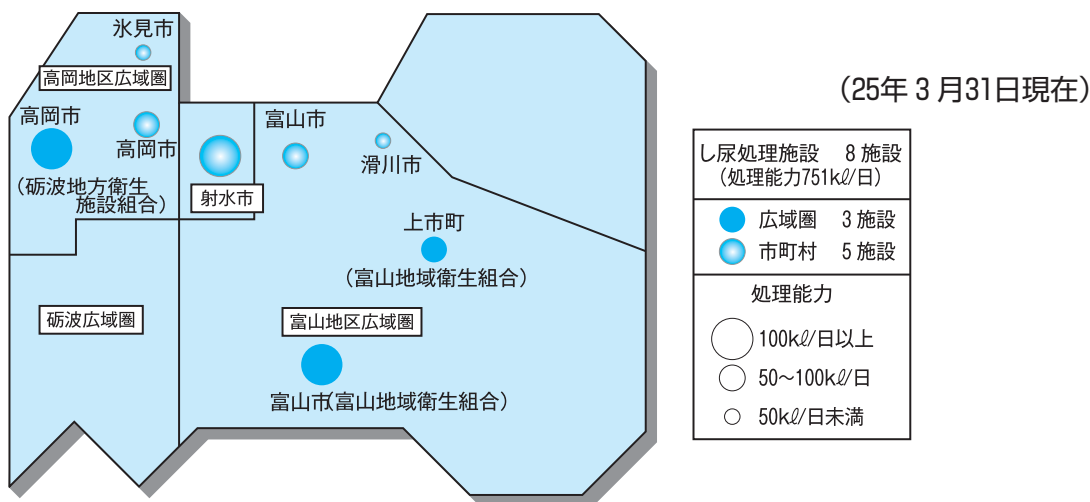 氷見市
高岡地区広域圏
高岡市
高岡市
(砺波地方衛生
施設組合)
射水市
富山市
滑川市
上市町
(富山地域衛生組合)
砺波広域圏
富山地区広域圏
富山市(富山地域衛生組合)
(25年3月31日現在)
し尿処理施設 8施設
(処理能力751kℓ/日)
広域圏 3施設
市町村 5施設
処理能力
100kℓ/日以上
50~100kℓ/日
50kℓ/日未満